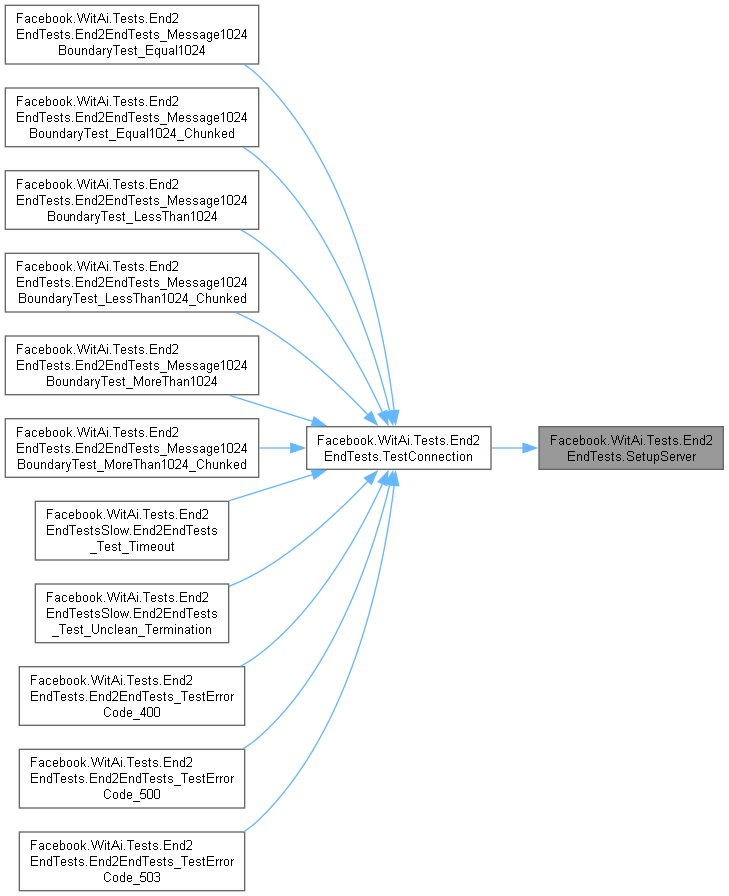 Facebook.WitAi.Tests.End2
EndTests.End2EndTests_Message1024
BoundaryTest_Equal1024
Facebook.WitAi.Tests.End2
EndTests.End2EndTests_Message1024
BoundaryTest_Equal1024_Chunked
Facebook.WitAi.Tests.End2
EndTests.End2EndTests_Message1024
BoundaryTest_LessThan1024
Facebook.WitAi.Tests.End2
EndTests.End2EndTests_Message1024
BoundaryTest_LessThan1024_Chunked
Facebook.WitAi.Tests.End2
EndTests.End2EndTests_Message1024
BoundaryTest_MoreThan1024
Facebook.WitAi.Tests.End2
EndTests.End2EndTests_Message1024
BoundaryTest_MoreThan1024_Chunked
Facebook.WitAi.Tests.End2
EndTestsSlow.End2EndTests
_Test_Timeout
Facebook.WitAi.Tests.End2
EndTestsSlow.End2EndTests
_Test_Unclean_Termination
Facebook.WitAi.Tests.End2
EndTests.End2EndTests_TestError
Code_400
Facebook.WitAi.Tests.End2
EndTests.End2EndTests_TestError
Code_500
Facebook.WitAi.Tests.End2
EndTests.End2EndTests_TestError
Code_503
Facebook.WitAi.Tests.End2
EndTests.TestConnection
Facebook.WitAi.Tests.End2
EndTests.SetupServer